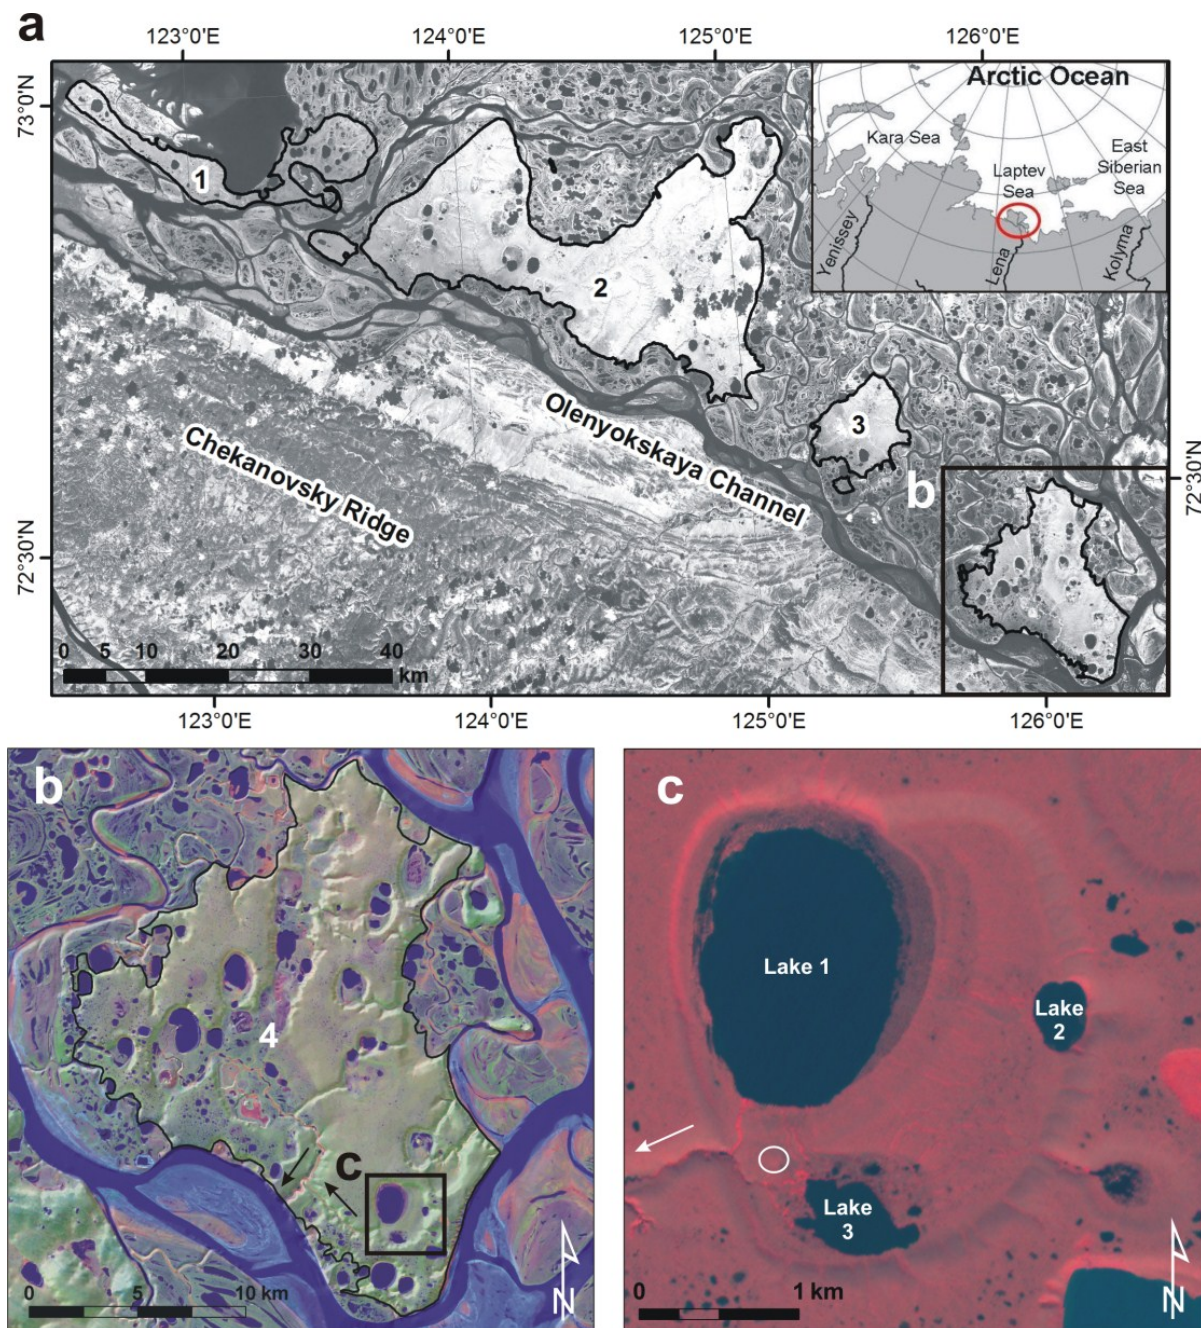 a
123°0'E
124°0'E
125°0'E
126°0'E
73°0'N
Arctic Ocean
Kara Sea
East
Siberian
Sea
Laptev
Sea
Yenissey
Lena
Kolyma
1
2
3
Olenyokskaya Channel
Chekanovsky Ridge
b
72°30'N
72°30'N
0 5 10 20 30 40
km
123°0'E
124°0'E
125°0'E
126°0'E
b
4
c
0 5 10 km
N
c
Lake 1
Lake
2
Lake
3
0 1 km
N